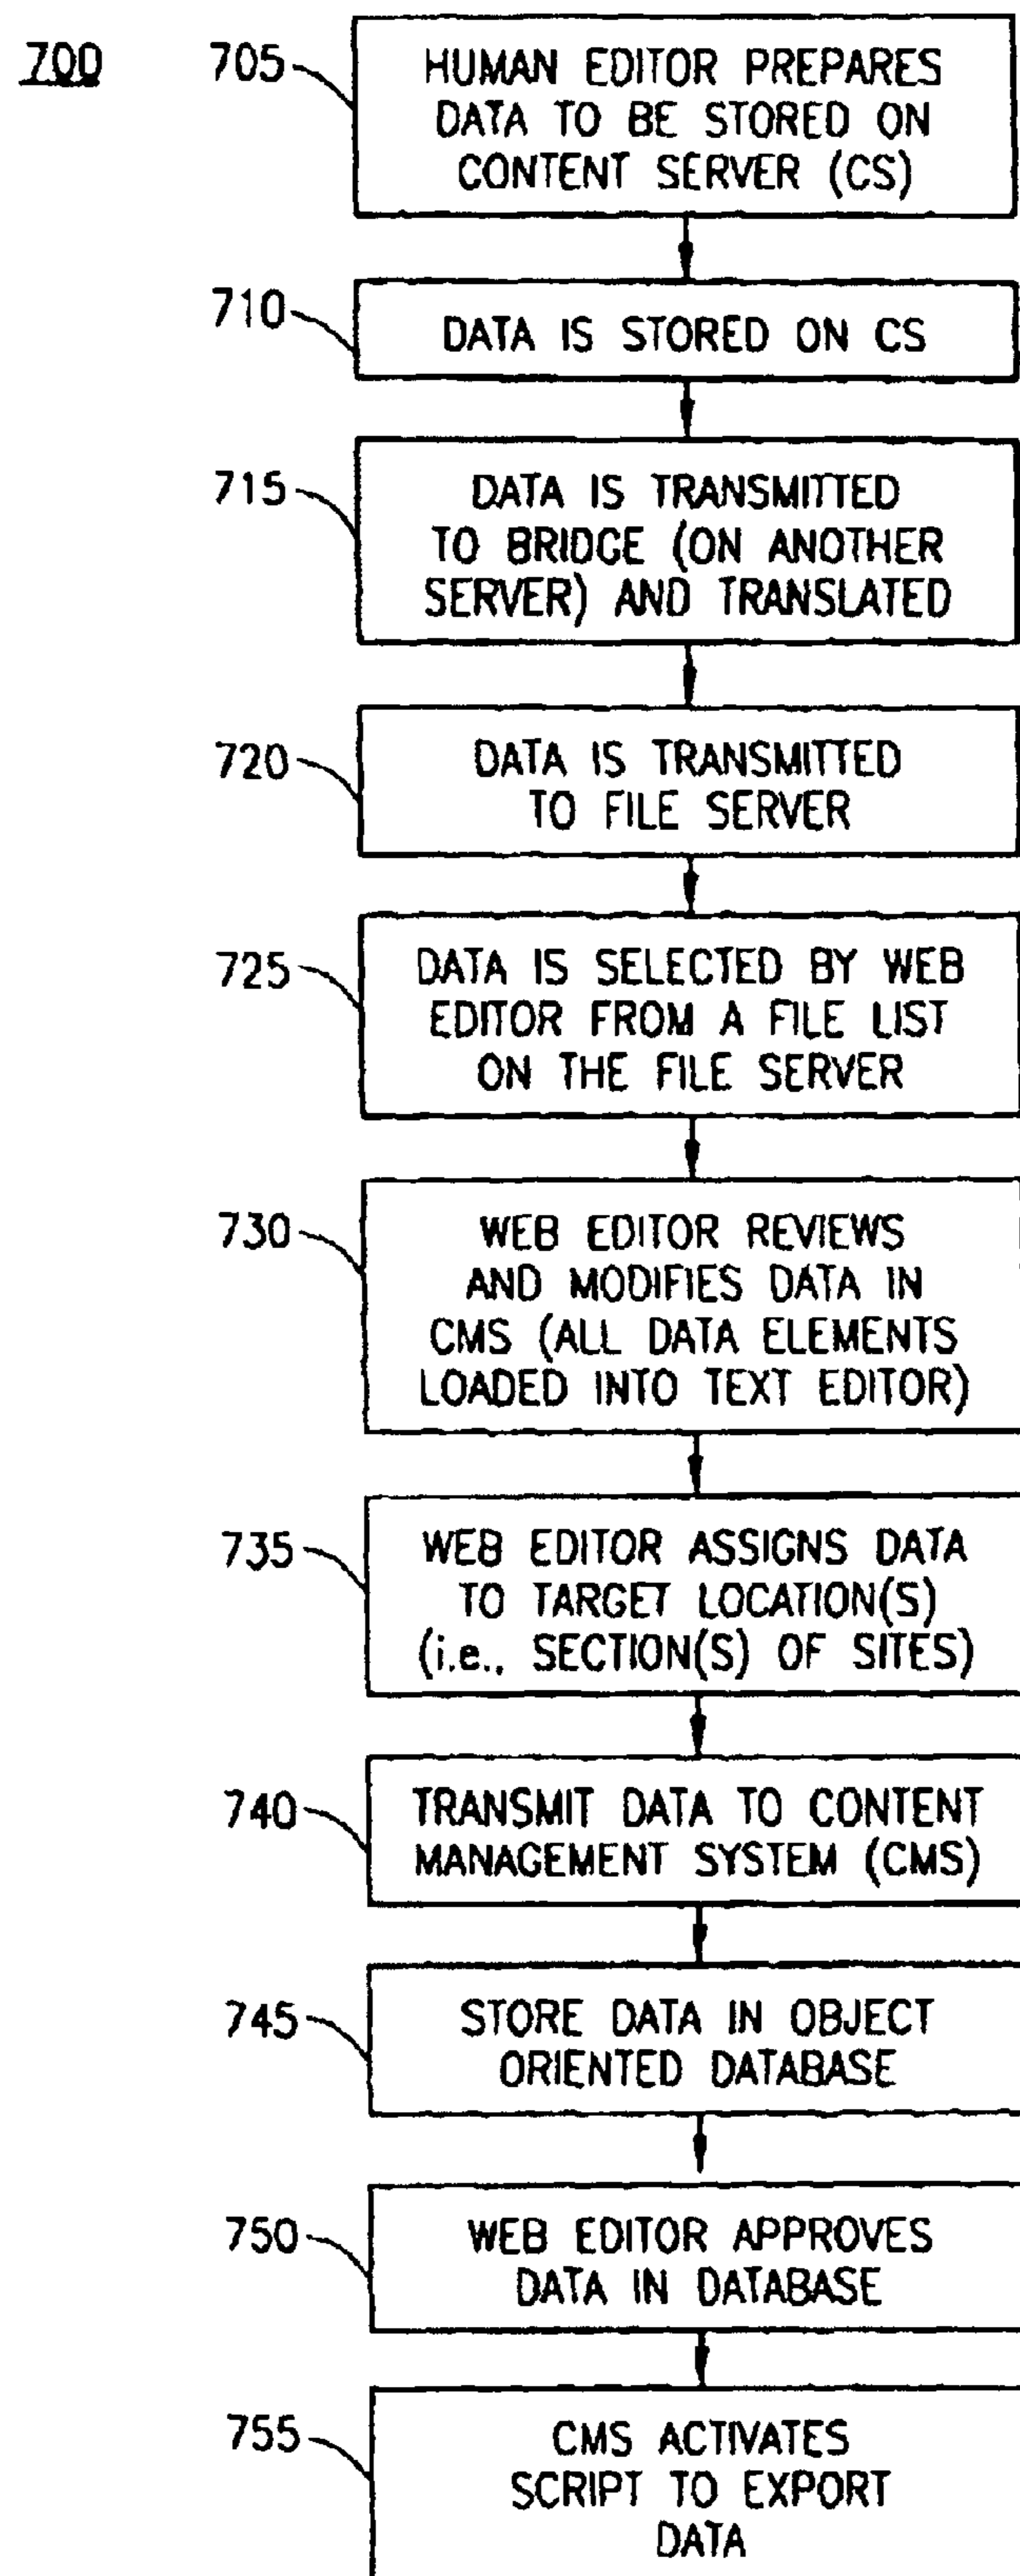 700
705
HUMAN EDITOR PREPARES
DATA TO BE STORED ON
CONTENT SERVER (CS)
710
DATA IS STORED ON CS
715
DATA IS TRANSMITTED
TO BRIDGE (ON ANOTHER
SERVER) AND TRANSLATED
720
DATA IS TRANSMITTED
TO FILE SERVER
725
DATA IS SELECTED BY WEB
EDITOR FROM A FILE LIST
ON THE FILE SERVER
730
WEB EDITOR REVIEWS
AND MODIFIES DATA IN
CMS (ALL DATA ELEMENTS
LOADED INTO TEXT EDITOR)
735
WEB EDITOR ASSIGNS DATA
TO TARGET LOCATION(S)
(i.e., SECTION(S) OF SITES)
740
TRANSMIT DATA TO CONTENT
MANAGEMENT SYSTEM (CMS)
745
STORE DATA IN OBJECT
ORIENTED DATABASE
750
WEB EDITOR APPROVES
DATA IN DATABASE
755
CMS ACTIVATES
SCRIPT TO EXPORT
DATA